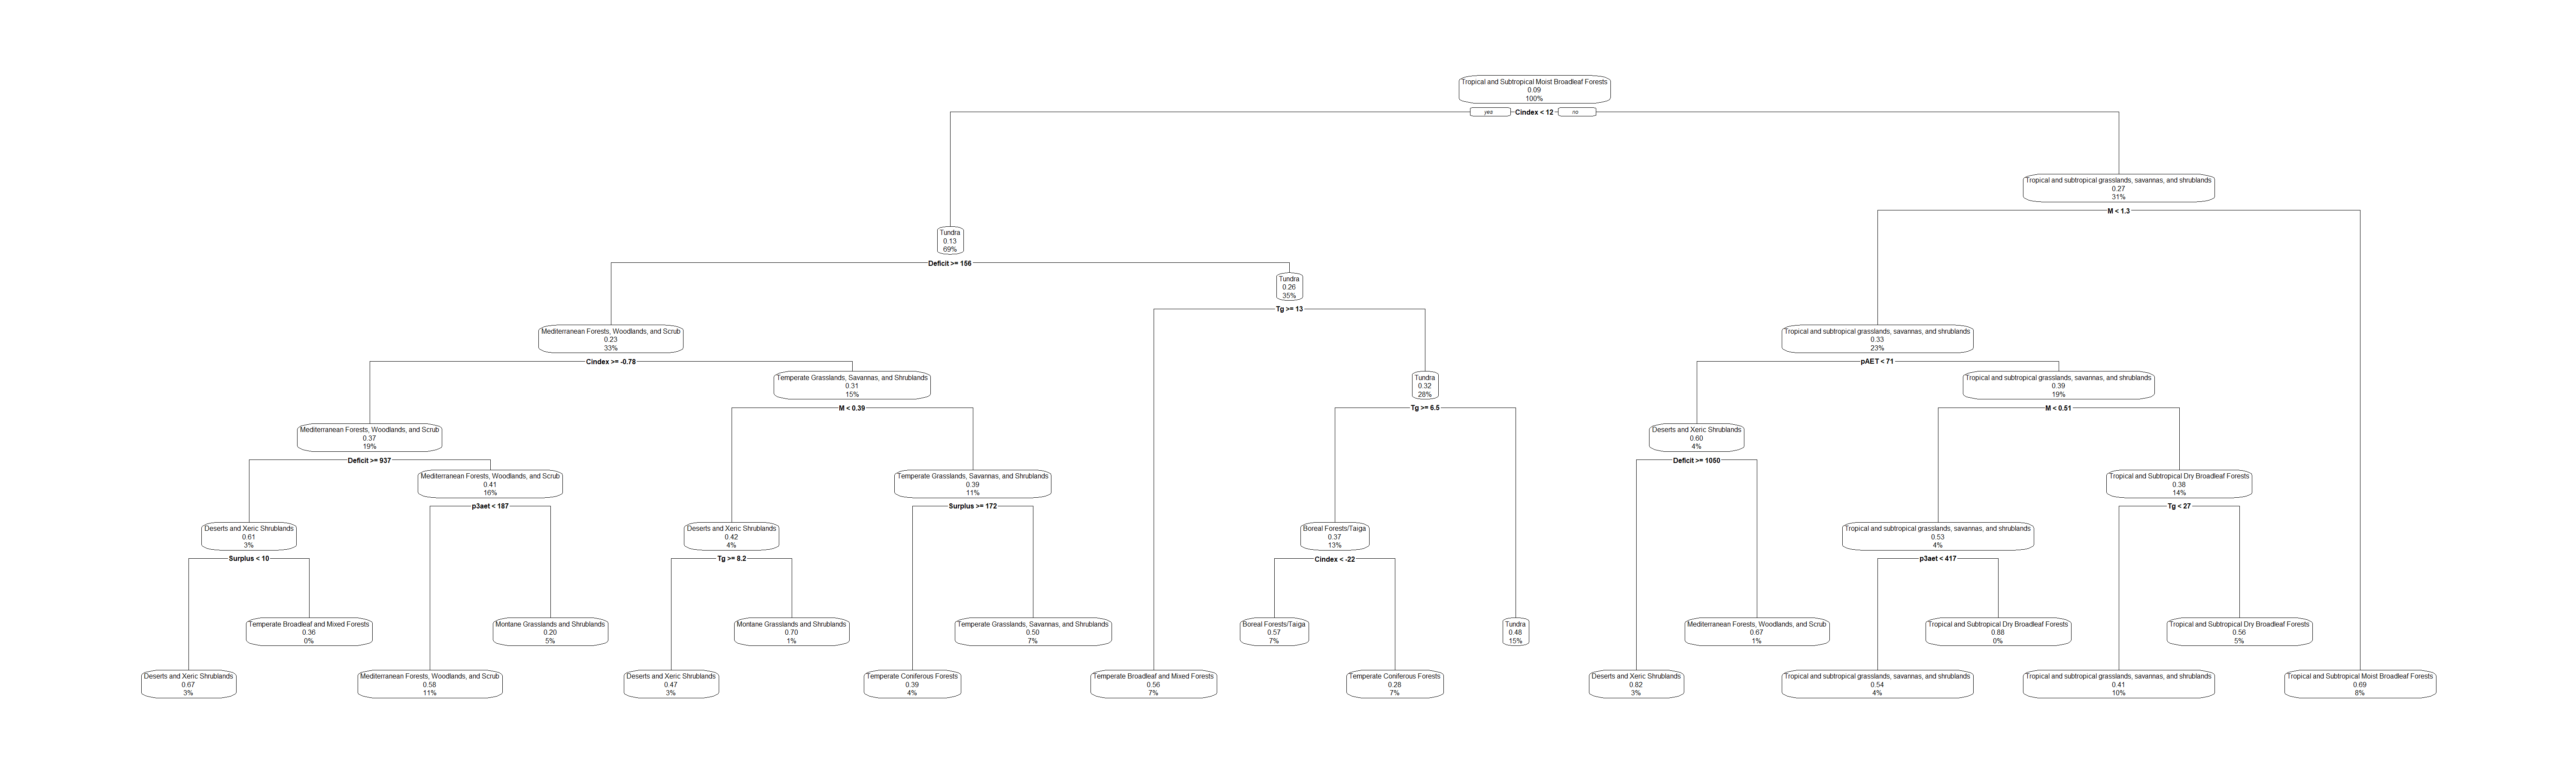 Tropical and Subtropical Moist Broadleaf Forests
0.09
100%
yes
Cindex < 12
no
Tropical and subtropical grasslands, savannas, and shrublands
0.27
31%
M < 1.3
Tundra
0.13
69%
Deficit >= 156
Tundra
0.26
35%
Tg >= 13
Mediterranean Forests, Woodlands, and Scrub
0.23
33%
Cindex >= -0.78
Tropical and subtropical grasslands, savannas, and shrublands
0.33
23%
pAET < 71
Temperate Grasslands, Savannas, and Shrublands
0.31
15%
M < 0.39
Tundra
0.32
28%
Tg >= 6.5
Tropical and subtropical grasslands, savannas, and shrublands
0.39
19%
M < 0.51
Mediterranean Forests, Woodlands, and Scrub
0.37
19%
Deficit >= 937
Deserts and Xeric Shrublands
0.60
4%
Deficit >= 1050
Mediterranean Forests, Woodlands, and Scrub
0.41
16%
p3aet < 187
Temperate Grasslands, Savannas, and Shrublands
0.39
11%
Surplus >= 172
Tropical and Subtropical Dry Broadleaf Forests
0.38
14%
Tg < 27
Deserts and Xeric Shrublands
0.61
3%
Surplus < 10
Deserts and Xeric Shrublands
0.42
4%
Tg >= 8.2
Boreal Forests/Taiga
0.37
13%
Cindex < -22
Tropical and subtropical grasslands, savannas, and shrublands
0.53
4%
p3aet < 417
Temperate Broadleaf and Mixed Forests
0.36
0%
Montane Grasslands and Shrublands
0.20
5%
Montane Grasslands and Shrublands
0.70
1%
Temperate Grasslands, Savannas, and Shrublands
0.50
7%
Boreal Forests/Taiga
0.57
7%
Tundra
0.48
15%
Mediterranean Forests, Woodlands, and Scrub
0.67
1%
Tropical and Subtropical Dry Broadleaf Forests
0.88
0%
Tropical and Subtropical Dry Broadleaf Forests
0.56
5%
Deserts and Xeric Shrublands
0.67
3%
Mediterranean Forests, Woodlands, and Scrub
0.58
11%
Deserts and Xeric Shrublands
0.47
3%
Temperate Coniferous Forests
0.39
4%
Temperate Broadleaf and Mixed Forests
0.56
7%
Temperate Coniferous Forests
0.28
7%
Deserts and Xeric Shrublands
0.82
3%
Tropical and subtropical grasslands, savannas, and shrublands
0.54
4%
Tropical and subtropical grasslands, savannas, and shrublands
0.41
10%
Tropical and Subtropical Moist Broadleaf Forests
0.69
8%